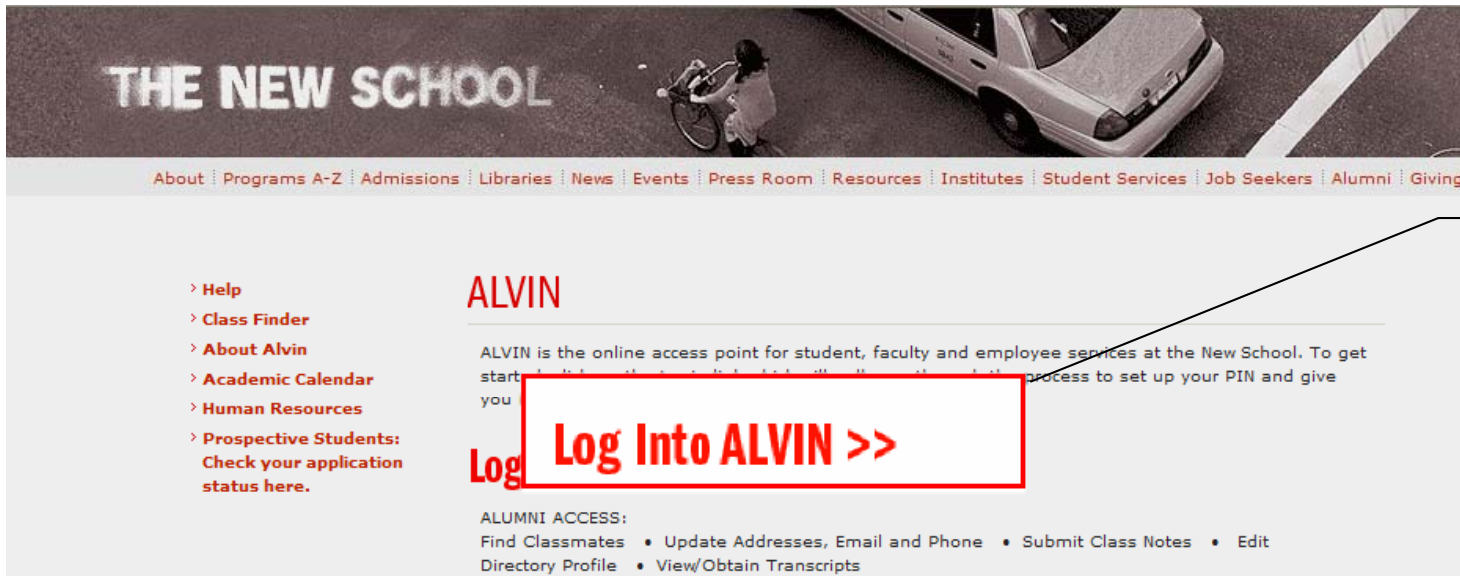 THE NEW SCHOOL
About Programs A-Z Admissions Libraries News Events Press Room Resources Institutes Student Services Job Seekers Alumni Giving
> Help
> Class Finder
> About Alvin
> Academic Calendar
> Human Resources
> Prospective Students:
Check your application
status here.
ALVIN
ALVIN is the online access point for student, faculty and employee services at the New School. To get
process to set up your PIN and give
you
Log Into ALVIN >>
Log
ALUMNI ACCESS:
Find Classmates • Update Addresses, Email and Phone • Submit Class Notes • Edit
Directory Profile • View/Obtain Transcripts